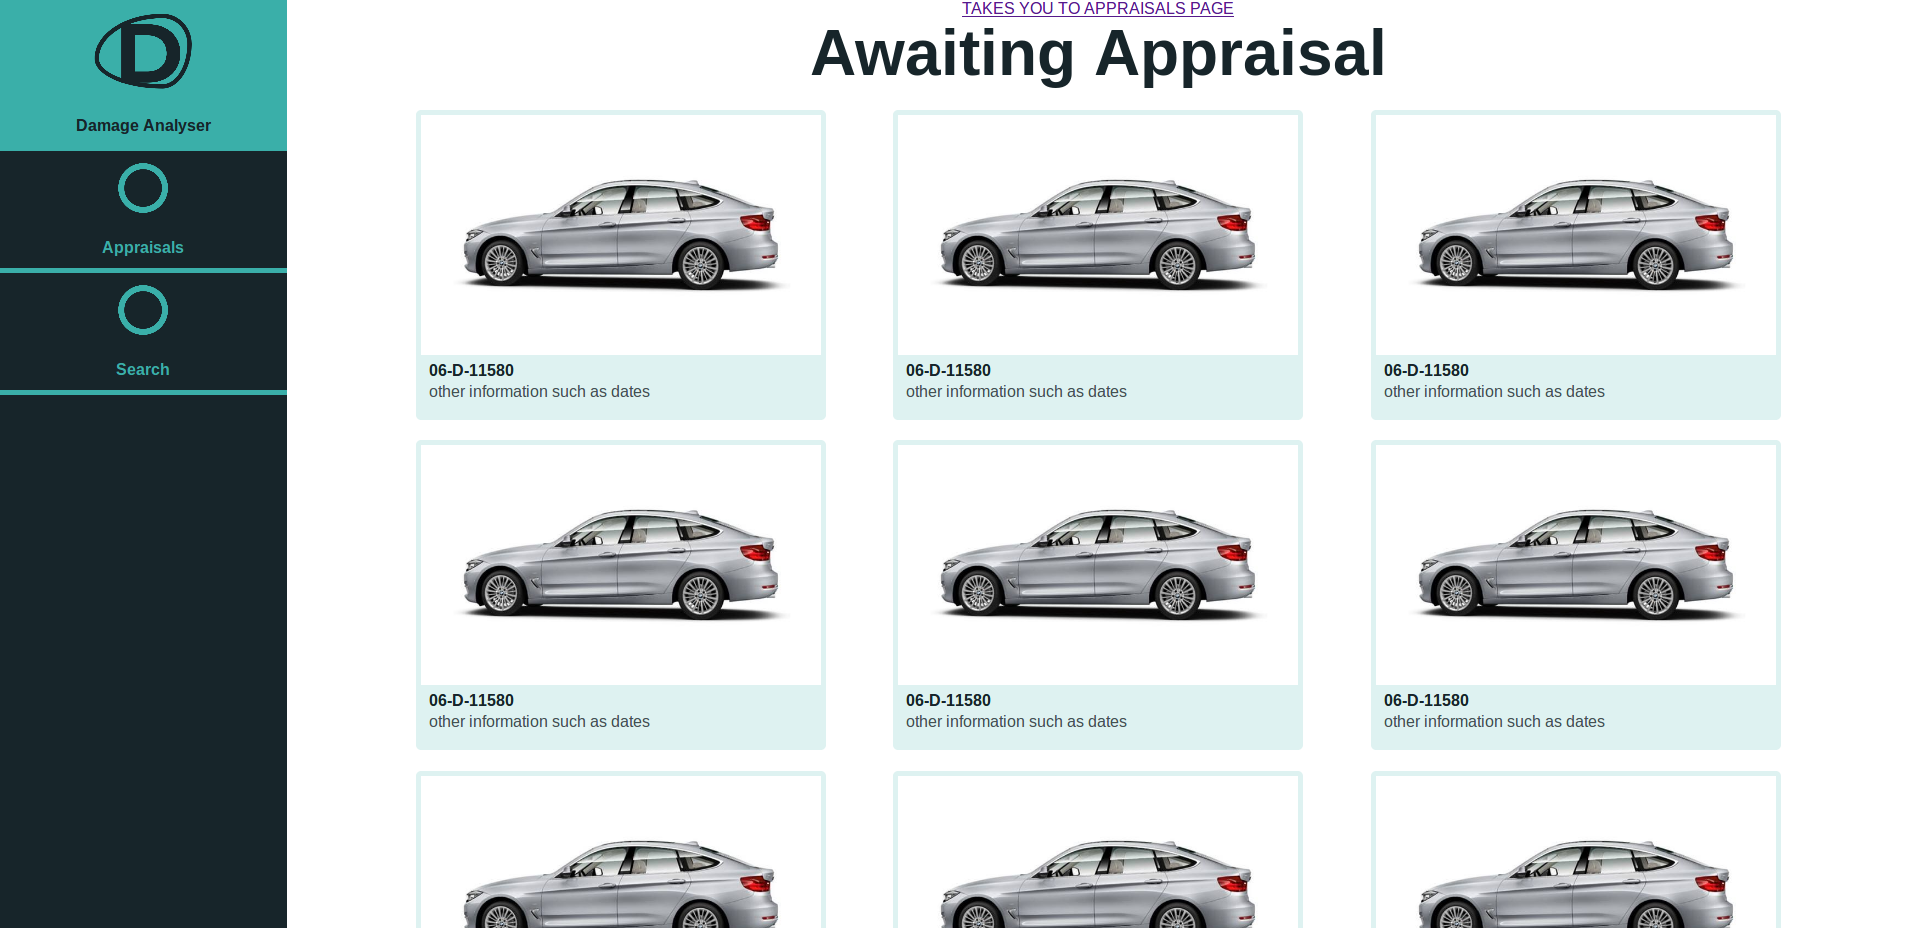 D
Damage Analyser
Appraisals
Search
TAKES YOU TO APPRAISALS PAGE
Awaiting Appraisal
06-D-11580
other information such as dates
06-D-11580
other information such as dates
06-D-11580
other information such as dates
06-D-11580
other information such as dates
06-D-11580
other information such as dates
06-D-11580
other information such as dates